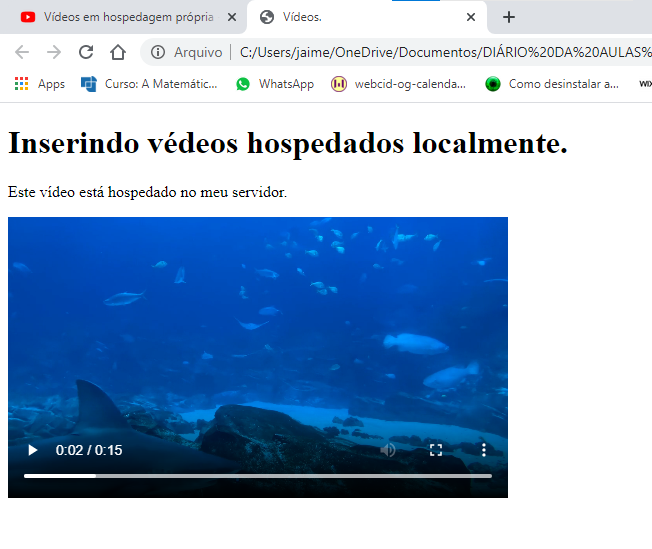 Vídeos em hospedagem própria
Vídeos.
Arquivo
C:/Users/jaime/OneDrive/Documentos/DIÁRIO%20DA%20AULAS%
Apps
Curso: A Matemátic...
WhatsApp
webcid-og-calenda...
Como desinstalar a...
WIX
Inserindo védeos hospedados localmente.
Este vídeo está hospedado no meu servidor.
0:02 / 0:15